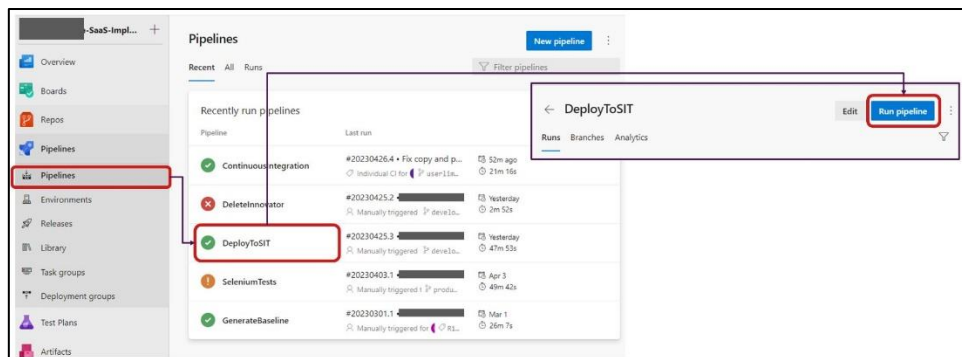 -SaaS-Impl...
Overview
Boards
Repos
Pipelines
Pipelines
Environments
Releases
Library
Task groups
Deployment groups
Test Plans
Artifacts
Pipelines
New pipeline
Recent All Runs
Filter pipelines
Recently run pipelines
Pipeline Last run
ContinuousIntegration
#20230426.4 • Fix copy and p...
Individual CI for
52m ago
21m 16s
DeleteInnovator
#20230425.2 •
Manually triggered develo...
Yesterday
2m 52s
DeployToSIT
#20230425.3 •
Manually triggered develo...
Yesterday
47m 53s
SeleniumTests
#20230403.1 •
Manually triggered produ...
Apr 3
49m 42s
GenerateBaseline
#20230301.1 •
Manually triggered for
Mar 1
26m 7s
DeployToSIT
Edit Run pipeline
Runs Branches Analytics